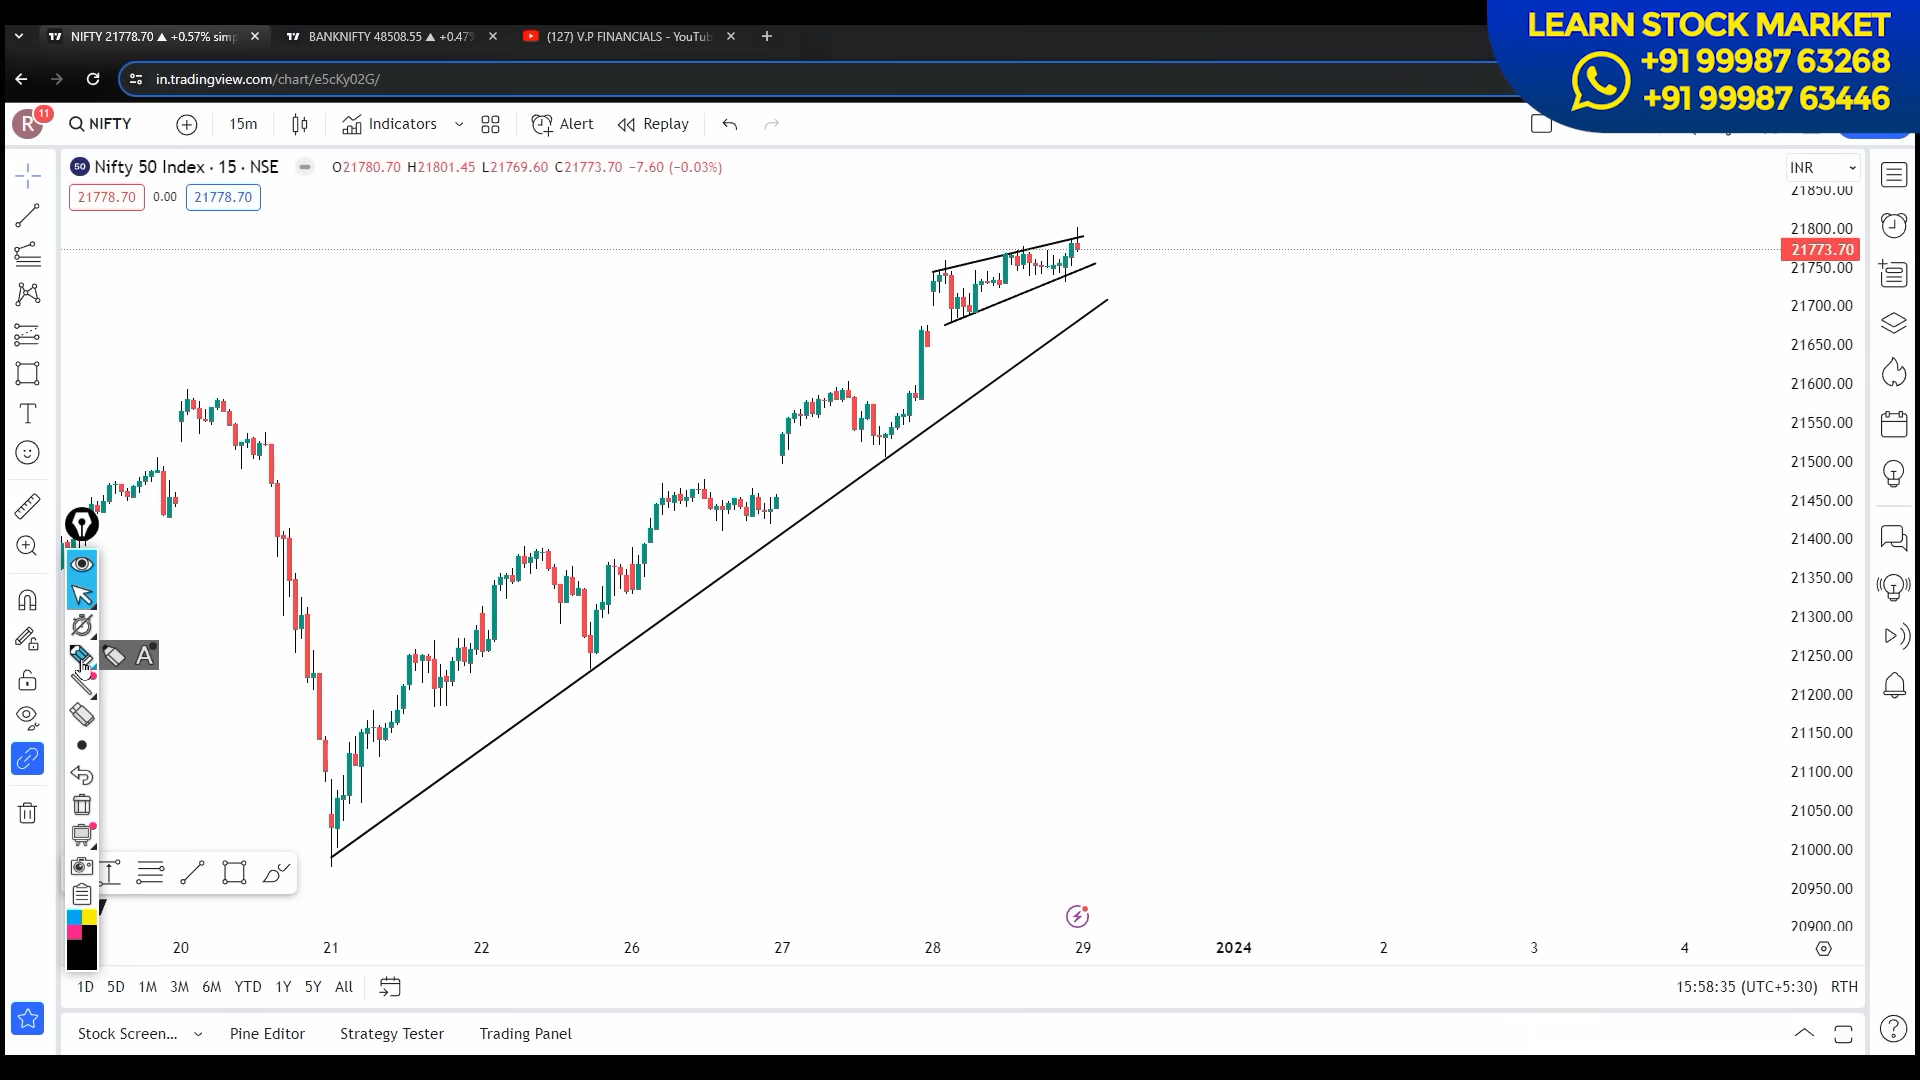 NIFTY 21778.70 ▲ +0.57% sim
BANKNIFTY 48508.55 ▲ +0.47%
(127) V.P FINANCIALS - YouTub
LEARN STOCK MARKET
+91 99987 63268
+91 99987 63446
in.tradingview.com/chart/e5cKy02G/
R
11
NIFTY
15m
Indicators
Alert
Replay
50
Nifty 50 Index · 15 · NSE
O21780.70 H21801.45 L21769.60 C21773.70 −7.60 (−0.03%)
INR
21778.70
0.00
21778.70
21850.00
21800.00
21773.70
21750.00
21700.00
21650.00
21600.00
21550.00
21500.00
21450.00
21400.00
21350.00
21300.00
21250.00
21200.00
21150.00
21100.00
21050.00
21000.00
20950.00
20900.00
T
A
20
21
22
26
27
28
29
2024
2
3
4
1D
5D
1M
3M
6M
YTD
1Y
5Y
All
15:58:35 (UTC+5:30)
RTH
Stock Screen...
Pine Editor
Strategy Tester
Trading Panel